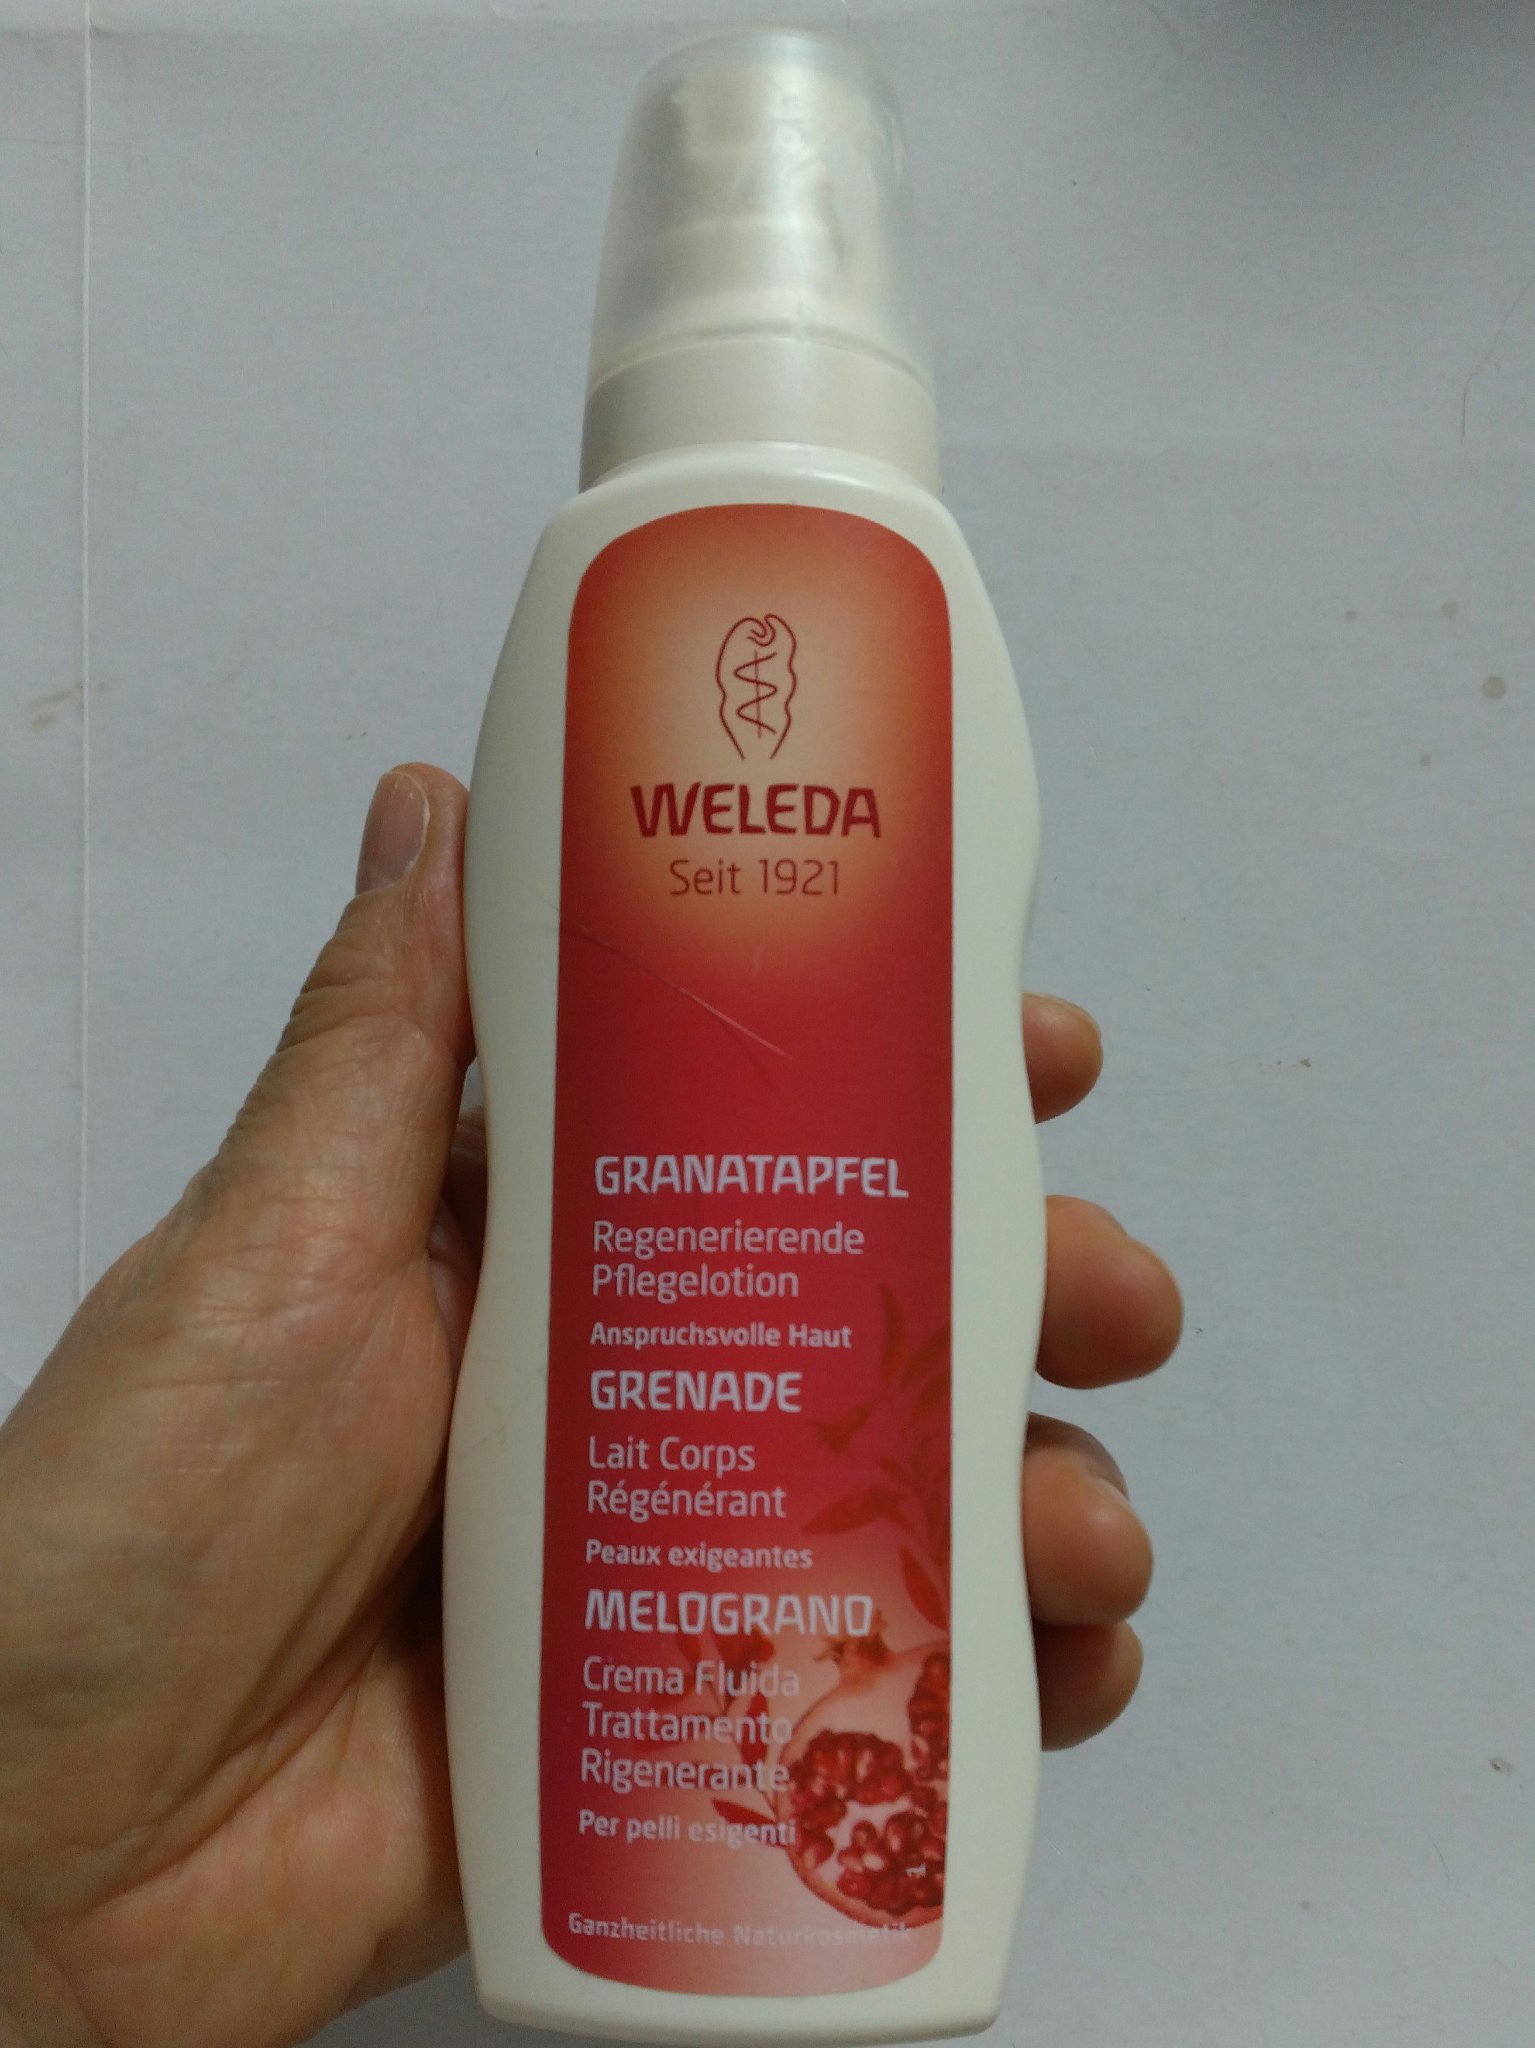 WELEDA
Seit 1921
GRANATAPFEL
Regenerierende
Pflegelotion
Anspruchsvolle Haut
GRENADE
Lait Corps
Régénérant
Peaux exigeantes
MELOGRANO
Crema Fluida
Trattamento
Rigenerante
Per pelli esigenti
1
Ganzheitliche Naturkosmetik